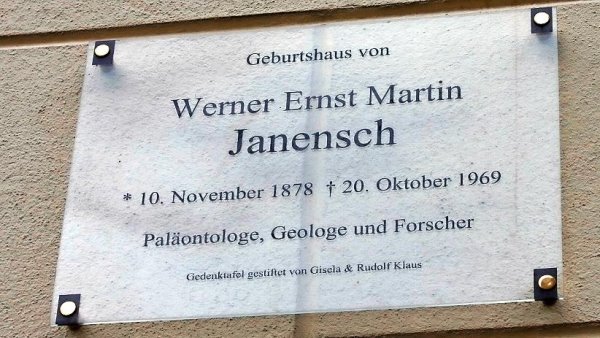 Geburtshaus von
Werner Ernst Martin
Janensch
* 10. November 1878 † 20. Oktober 1969
Paläontologe, Geologe und Forscher
Gedenktafel gestiftet von Gisela & Rudolf Klaus